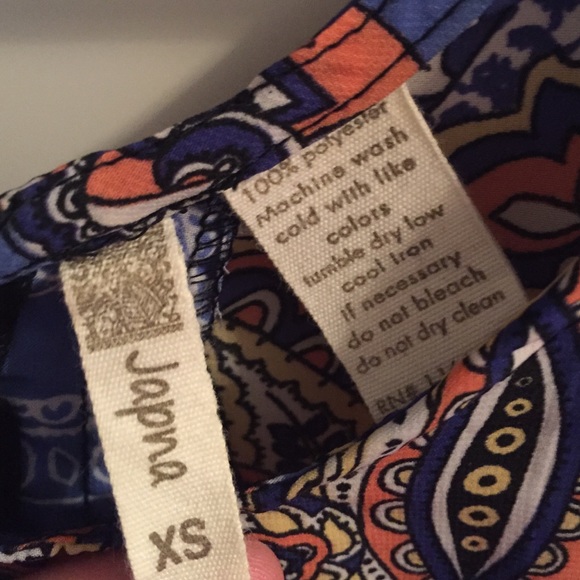 Japna
XS
100% polyester
Machine wash
cold with like
colors
tumble dry low
cool iron
if necessary
do not bleach
do not dry clean
RN#